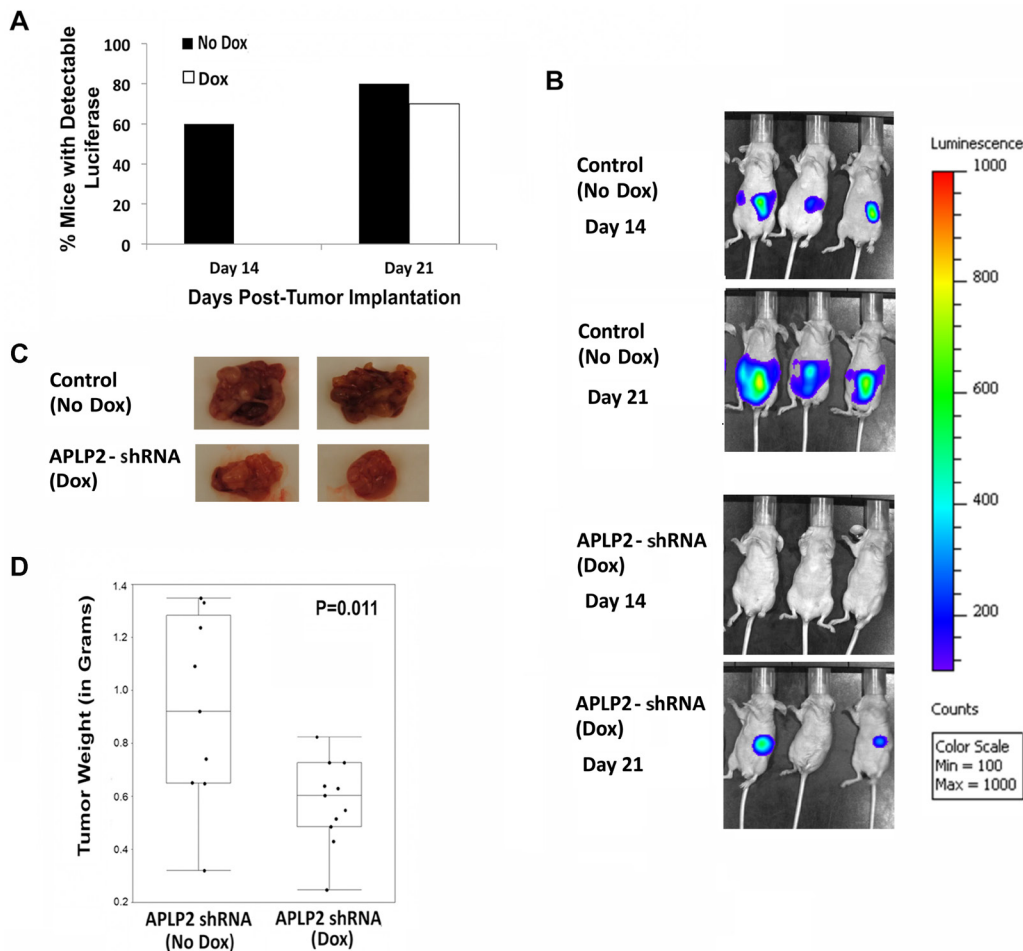 A
100
80
60
40
20
0
% Mice with Detectable
Luciferase
No Dox
Dox
Day 14
Day 21
Days Post-Tumor Implantation
B
Control
(No Dox)
Day 14
Control
(No Dox)
Day 21
APLP2 - shRNA
(Dox)
Day 14
APLP2 - shRNA
(Dox)
Day 21
Luminescence
1000
800
600
400
200
Counts
Color Scale
Min = 100
Max = 1000
C
Control
(No Dox)
APLP2 - shRNA
(Dox)
D
Tumor Weight (in Grams)
1.4
1.2
1.0
0.8
0.6
0.4
0.2
P=0.011
APLP2 shRNA
(No Dox)
APLP2 shRNA
(Dox)